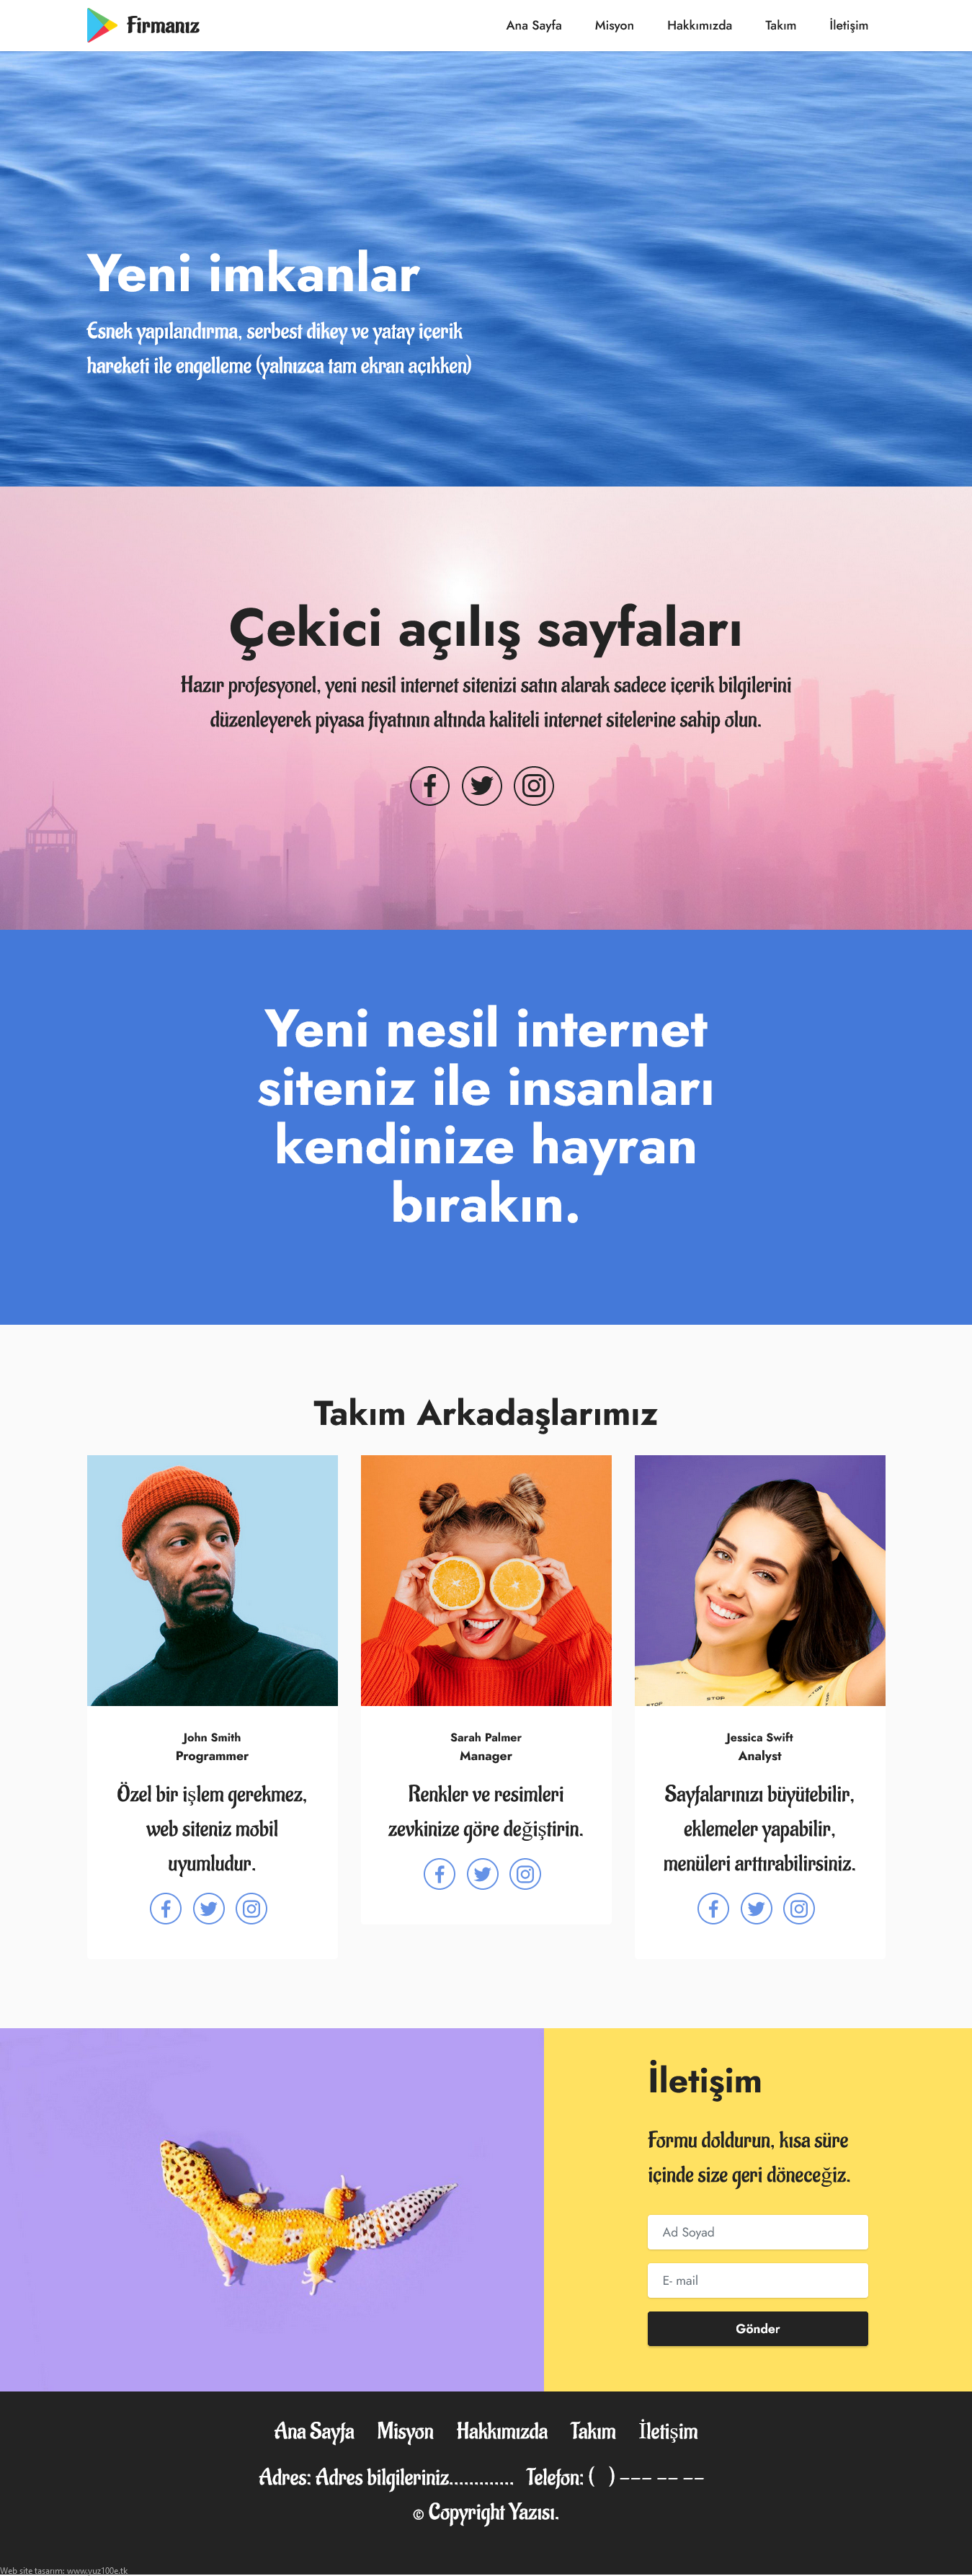 Firmanız
Ana Sayfa Misyon Hakkımızda Takım İletişim
Yeni imkanlar
Esnek yapılandırma, serbest dikey ve yatay içerik
hareketi ile engelleme (yalnızca tam ekran açıkken)
Çekici açılış sayfaları
Hazır profesyonel, yeni nesil internet sitenizi satın alarak sadece içerik bilgilerini
düzenleyerek piyasa fiyatının altında kaliteli internet sitelerine sahip olun.
Yeni nesil internet
siteniz ile insanları
kendinize hayran
bırakın.
Takım Arkadaşlarımız
STOP STOP STOP
John Smith
Programmer
Özel bir işlem gerekmez,
web siteniz mobil
uyumludur.
Sarah Palmer
Manager
Renkler ve resimleri
zevkinize göre değiştirin.
Jessica Swift
Analyst
Sayfalarınızı büyütebilir,
eklemeler yapabilir,
menüleri arttırabilirsiniz.
İletişim
Formu doldurun, kısa süre
içinde size geri döneceğiz.
Ad Soyad
E- mail
Gönder
Ana Sayfa Misyon Hakkımızda Takım İletişim
Adres: Adres bilgileriniz............. Telefon: ( ) --- -- --
© Copyright Yazısı.
Web site tasarım: www.yuz100e.tk